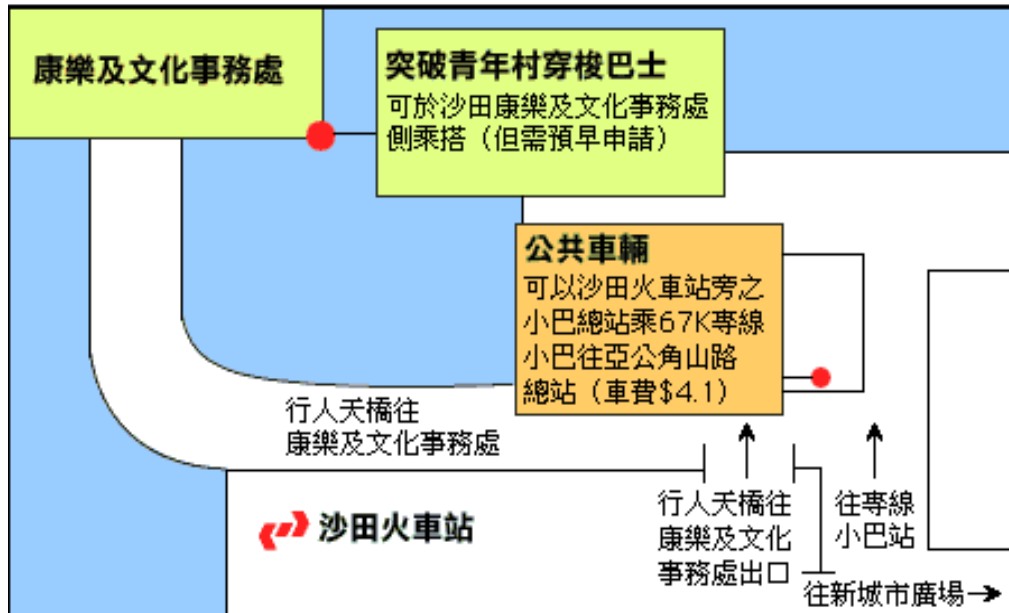 康樂及文化事務處
突破青年村穿梭巴士
可於沙田康樂及文化事務處
側乘搭（但需預早申請）
公共車輛
可以沙田火車站旁之
小巴總站乘67K專線
小巴往亞公角山路
總站（車費$4.1）
行人天橋往
康樂及文化事務處
沙田火車站
行人天橋往
康樂及文化
事務處出口
往專線
小巴站
往新城市廣場→